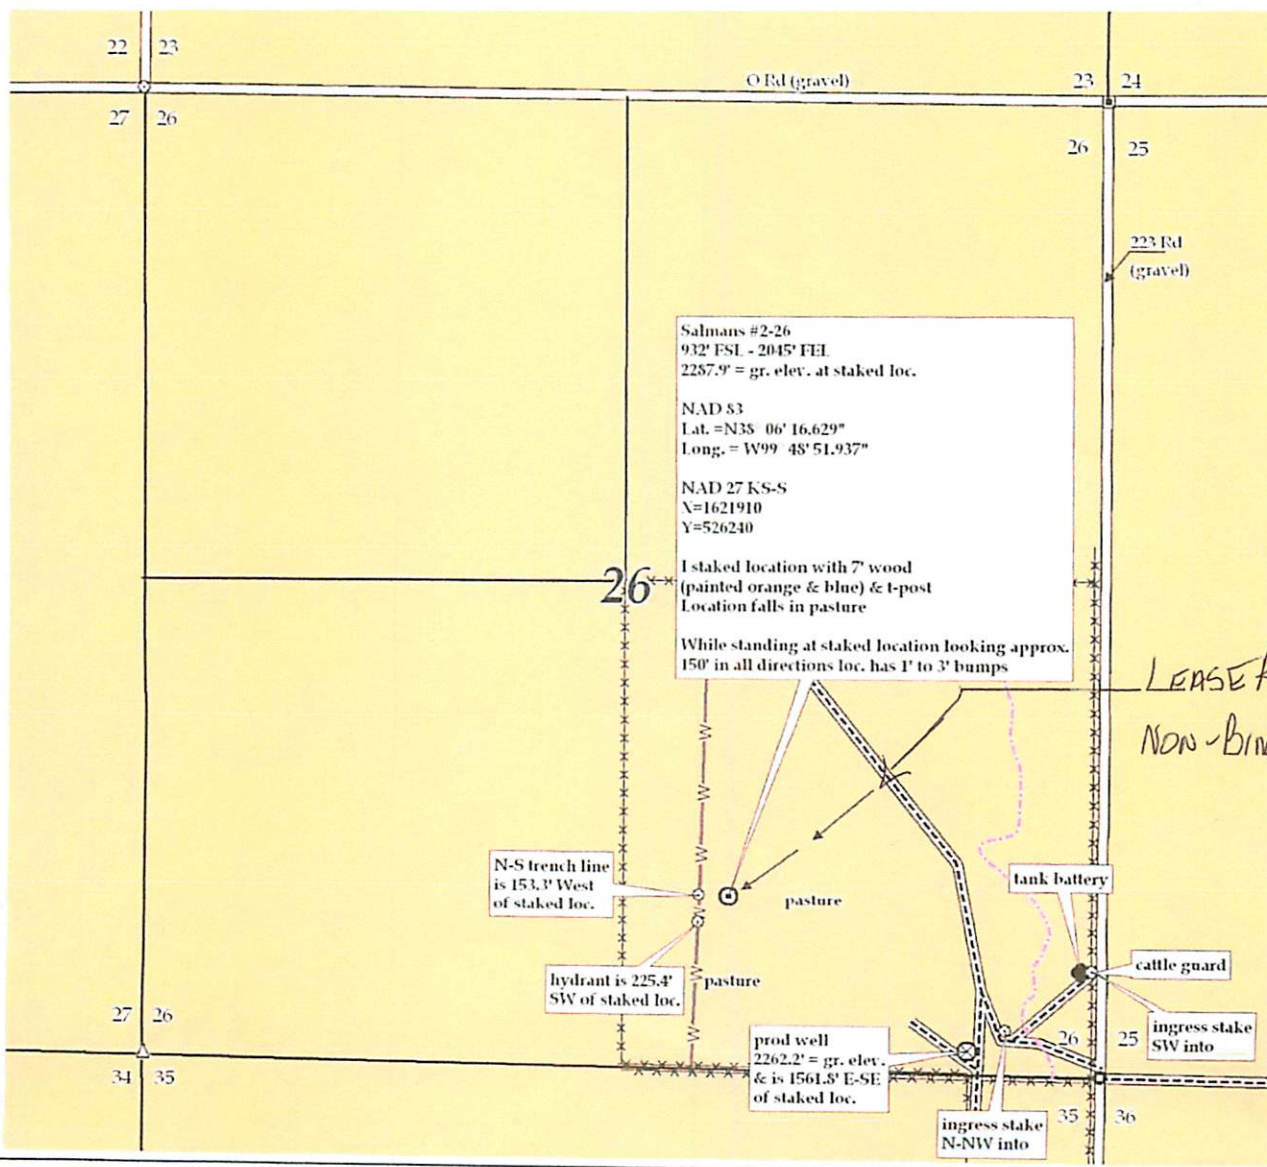 22 23
O Rd (gravel)
23 24
27 26
26 25
223 Rd
(gravel)
Salmans #2-26
932' FSL - 2045' FEL
2287.9' = gr. elev. at staked loc.
NAD 83
Lat. =N38 06' 16.629"
Long. = W99 48' 51.937"
NAD 27 KS-S
X=1621910
Y=526240
I staked location with 7' wood
(painted orange & blue) & t-post
Location falls in pasture
While standing at staked location looking approx.
150' in all directions loc. has 1' to 3' bumps
26
LEASE
NON-BIN
W
W
W
W
W
W
N-S trench line
is 153.3' West
of staked loc.
pasture
tank battery
hydrant is 225.4'
SW of staked loc.
pasture
cattle guard
27 26
ingress stake
SW into
26 25
prod well
2262.2' = gr. elev.
& is 1561.8' E-SE
of staked loc.
34 35
ingress stake
N-NW into
35 36